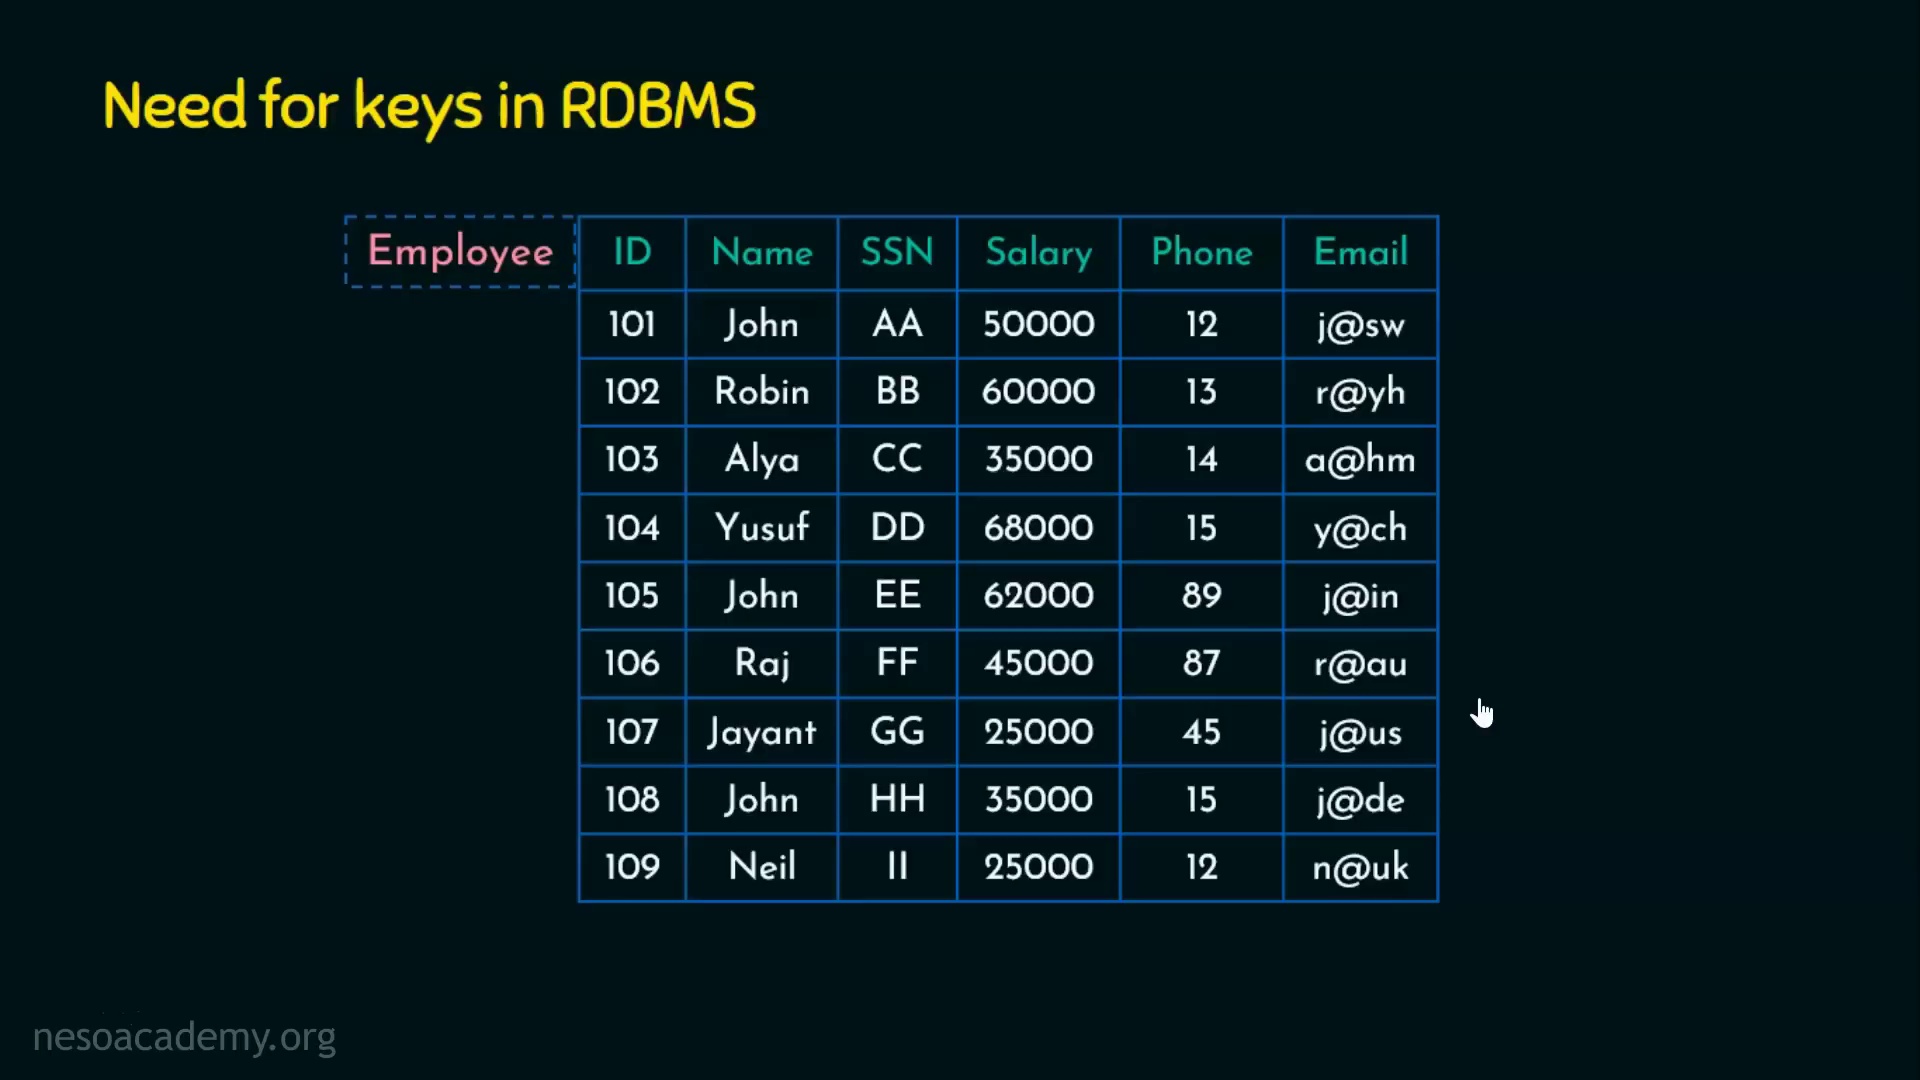 Need for keys in RDBMS
Employee ID Name SSN Salary Phone Email
101 John AA 50000 12 j@sw
102 Robin BB 60000 13 r@yh
103 Alya CC 35000 14 a@hm
104 Yusuf DD 68000 15 y@ch
105 John EE 62000 89 j@in
106 Raj FF 45000 87 r@au
107 Jayant GG 25000 45 j@us
108 John HH 35000 15 j@de
109 Neil II 25000 12 n@uk
nesoacademy.org